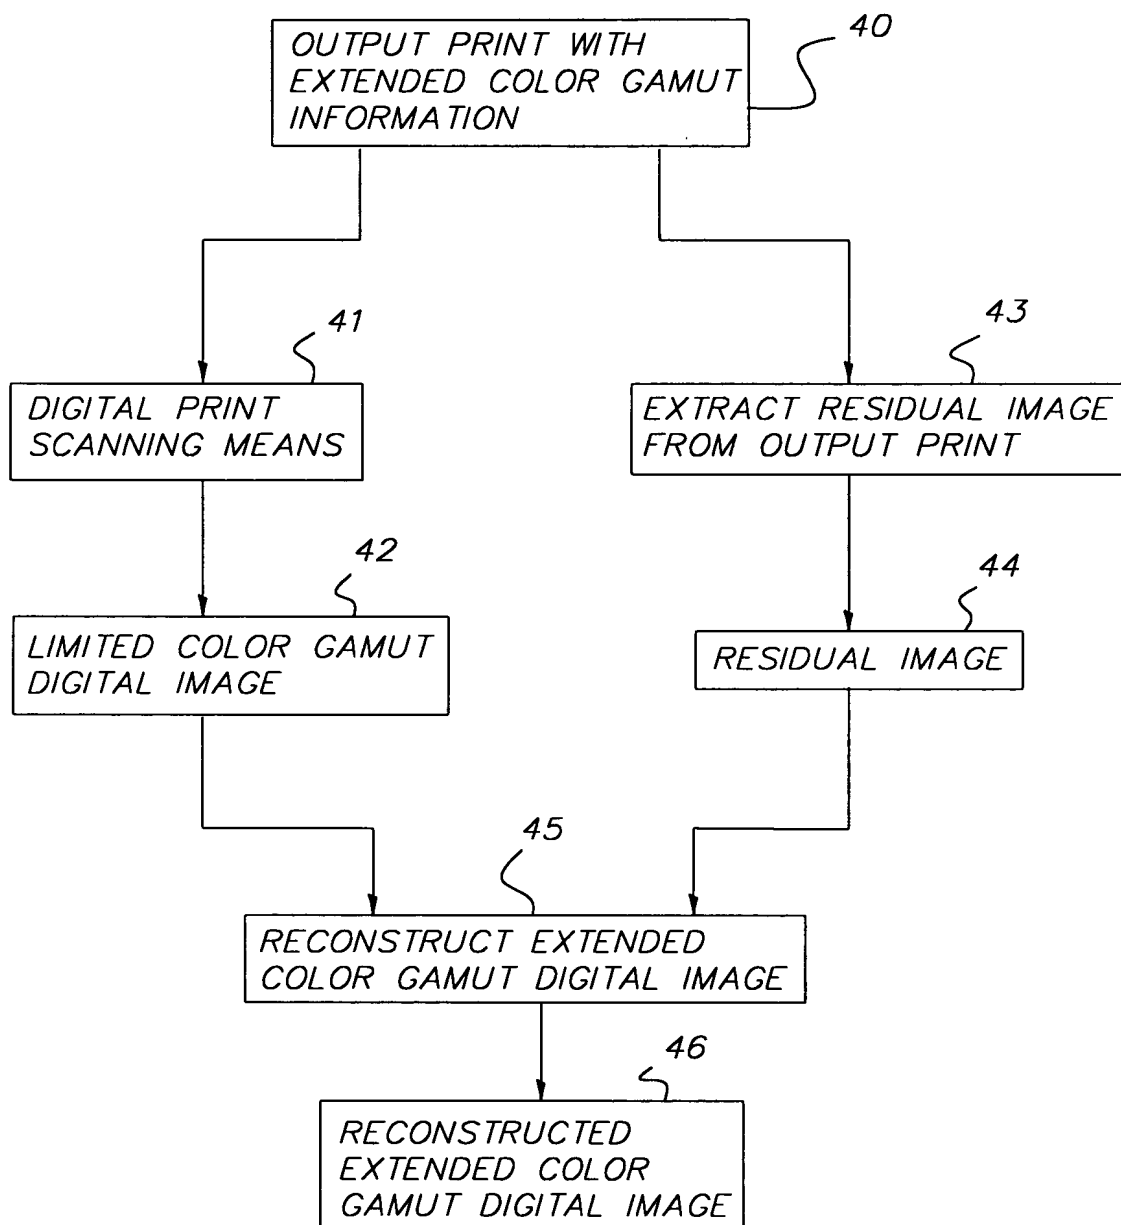 OUTPUT PRINT WITH
EXTENDED COLOR GAMUT
INFORMATION
40
41
DIGITAL PRINT
SCANNING MEANS
43
EXTRACT RESIDUAL IMAGE
FROM OUTPUT PRINT
42
LIMITED COLOR GAMUT
DIGITAL IMAGE
44
RESIDUAL IMAGE
45
RECONSTRUCT EXTENDED
COLOR GAMUT DIGITAL IMAGE
46
RECONSTRUCTED
EXTENDED COLOR
GAMUT DIGITAL IMAGE